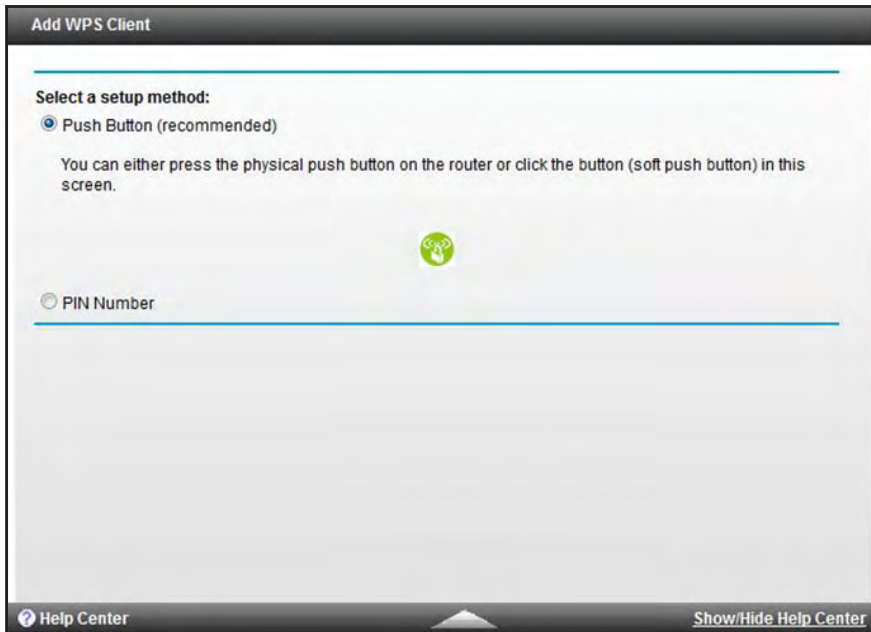 Add WPS Client
Select a setup method:
Push Button (recommended)
You can either press the physical push button on the router or click the button (soft push button) in this
screen.
PIN Number
Help Center
Show/Hide Help Center